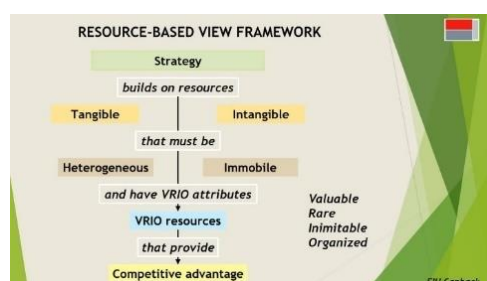 RESOURCE-BASED VIEW FRAMEWORK
Strategy
builds on resources
Tangible Intangible
that must be
Heterogeneous Immobile
and have VRIO attributes
VRIO resources
that provide
Competitive advantage
Valuable
Rare
Inimitable
Organized